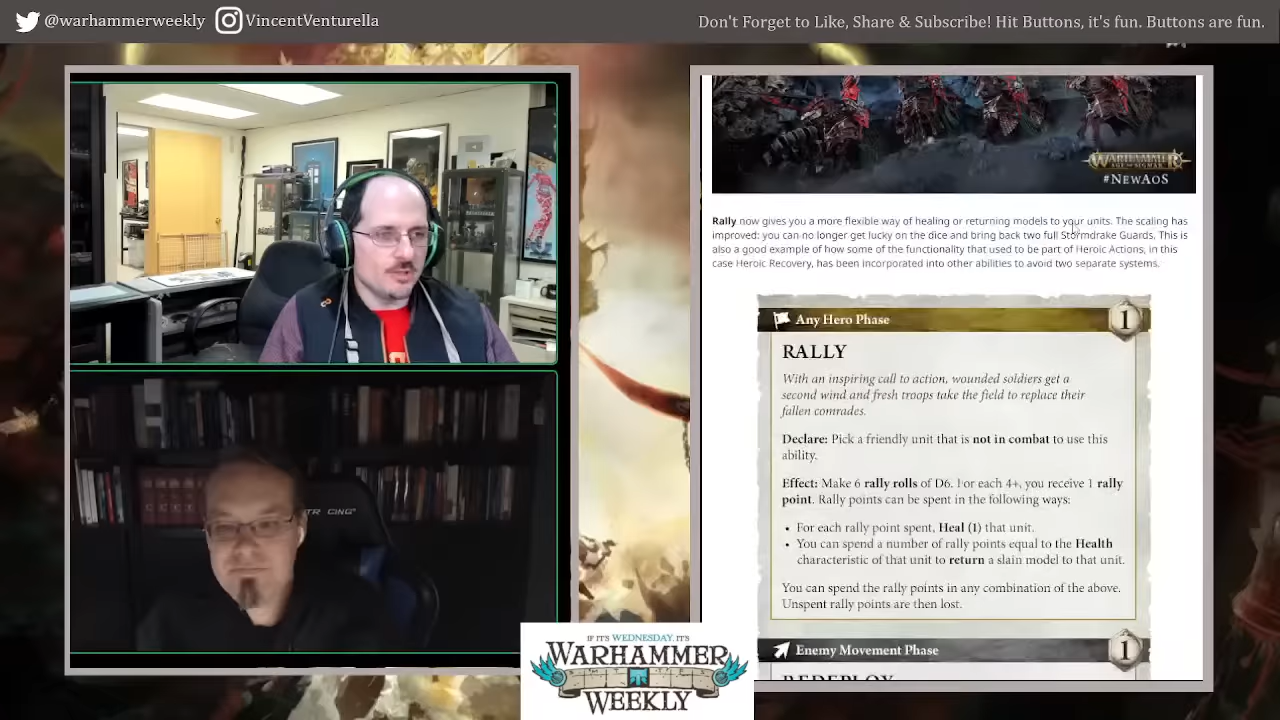 @warhammerweekly VincentVenturella
Don't Forget to Like, Share & Subscribe! Hit Buttons, it's fun. Buttons are fun.
WARHAMMER
AGE OF SIGMAR
#NEWAOS
Rally now gives you a more flexible way of healing or returning models to your units. The scaling has
improved: you can no longer get lucky on the dice and bring back two full Stormdrake Guards. This is
also a good example of how some of the functionality that used to be part of Heroic Actions, in this
case Heroic Recovery, has been incorporated into other abilities to avoid two separate systems.
Any Hero Phase 1
RALLY
With an inspiring call to action, wounded soldiers get a
second wind and fresh troops take the field to replace their
fallen comrades.
Declare: Pick a friendly unit that is not in combat to use this
ability.
Effect: Make 6 rally rolls of D6. For each 4+, you receive 1 rally
point. Rally points can be spent in the following ways:
• For each rally point spent, Heal (1) that unit.
• You can spend a number of rally points equal to the Health
characteristic of that unit to return a slain model to that unit.
You can spend the rally points in any combination of the above.
Unspent rally points are then lost.
Enemy Movement Phase 1
REDEPLOY
IF IT'S WEDNESDAY, IT'S
WARHAMMER
WEEKLY